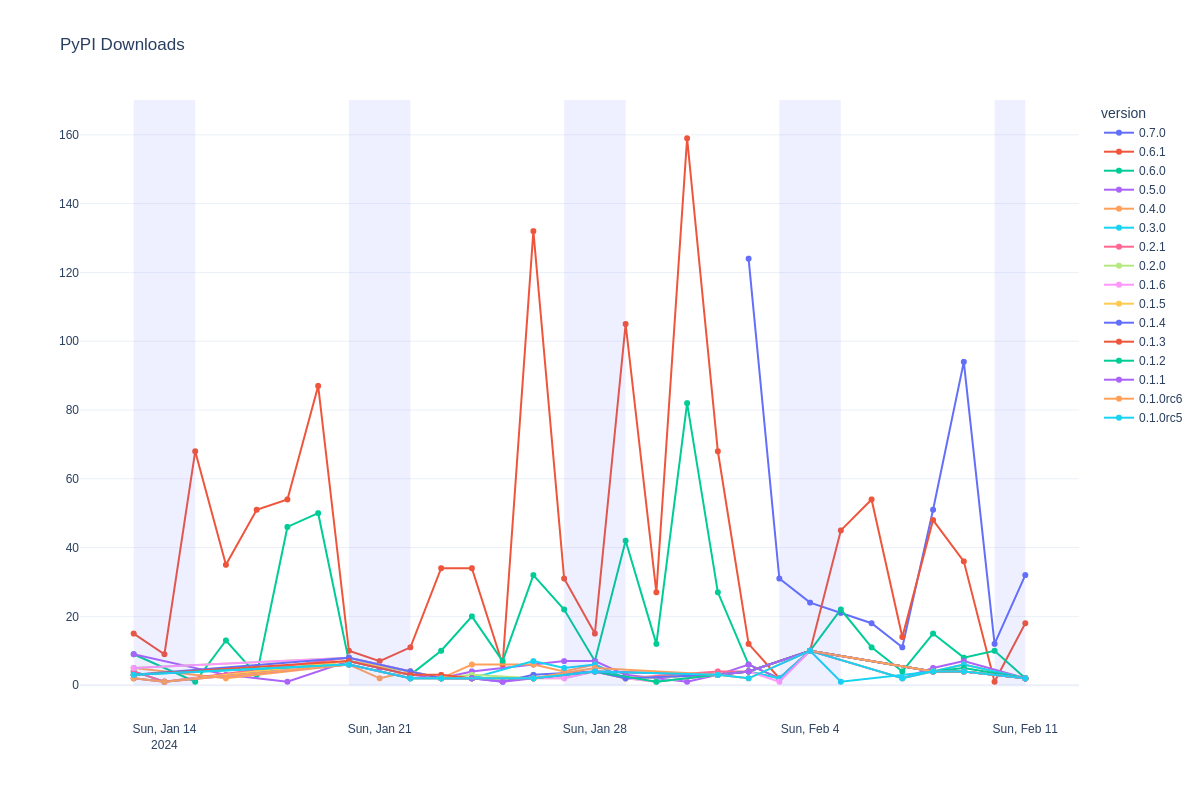 PyPI Downloads
160
140
120
100
80
60
40
20
0
Sun, Jan 14
2024
Sun, Jan 21
Sun, Jan 28
Sun, Feb 4
Sun, Feb 11
version
0.7.0
0.6.1
0.6.0
0.5.0
0.4.0
0.3.0
0.2.1
0.2.0
0.1.6
0.1.5
0.1.4
0.1.3
0.1.2
0.1.1
0.1.0rc6
0.1.0rc5